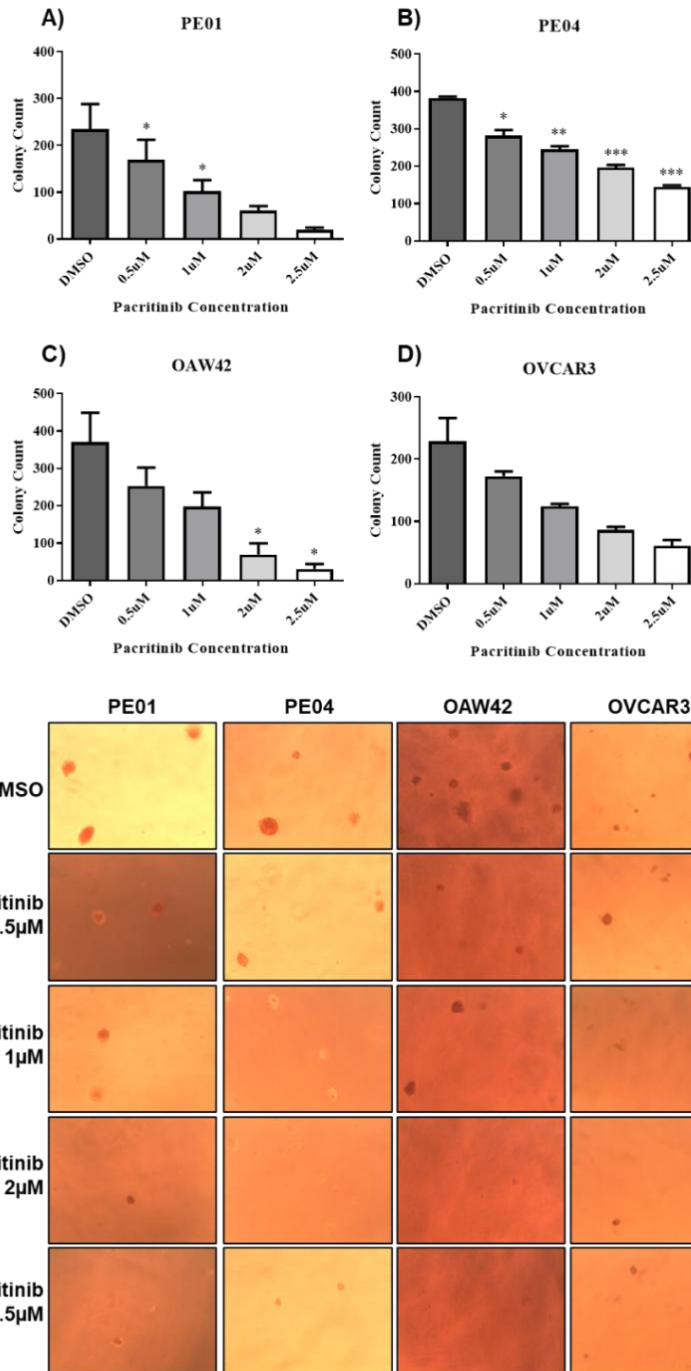 A)
PE01
400
300
200
100
0
Colony Count
*
*
DMSO
0.5uM
1uM
2uM
2.5uM
Pacritinib Concentration
B)
PE04
500
400
300
200
100
0
Colony Count
*
**
***
***
DMSO
0.5uM
1uM
2uM
2.5uM
Pacritinib Concentration
C)
OAW42
500
400
300
200
100
0
Colony Count
*
*
DMSO
0.5uM
1uM
2uM
2.5uM
Pacritinib Concentration
D)
OVCAR3
300
200
100
0
Colony Count
DMSO
0.5uM
1uM
2uM
2.5uM
Pacritinib Concentration
PE01 PE04 OAW42 OVCAR3
MSO
itinib
.5µM
itinib
1µM
itinib
2µM
itinib
.5µM